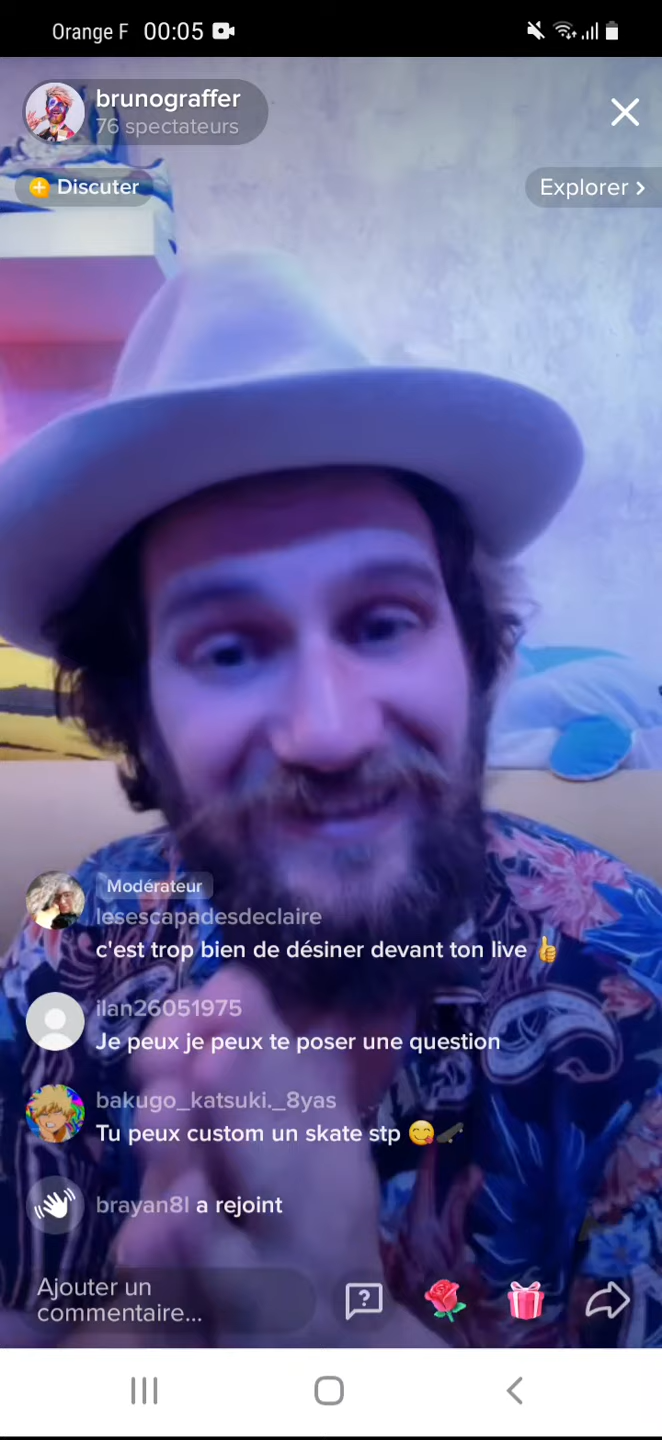 Orange F 00:05
brunograffer
76 spectateurs
Discuter
Explorer >
Modérateur
lesescapadesdeclaire
c'est trop bien de désiner devant ton live 👍
ilan26051975
Je peux je peux te poser une question
bakugo_katsuki._8yas
Tu peux custom un skate stp 😋🛹
brayan8l a rejoint
Ajouter un
commentaire...